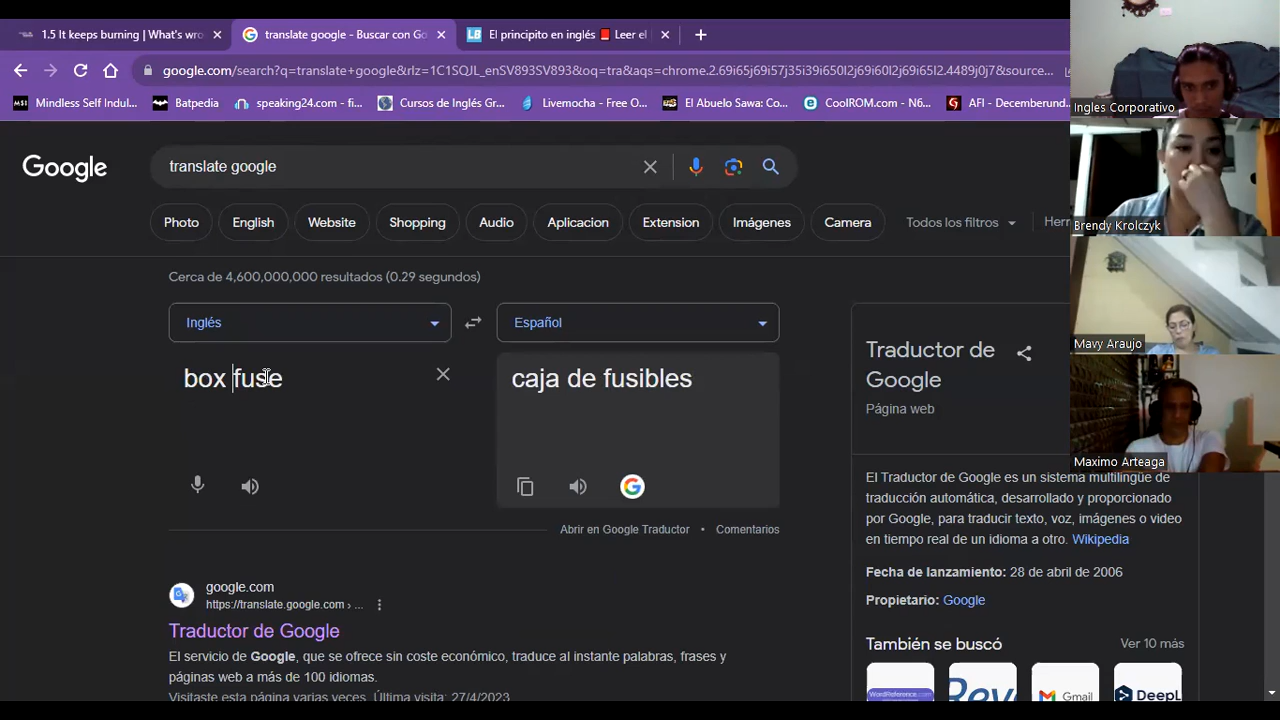 1.5 It keeps burning | What's wro
translate google - Buscar con Go
El principito en inglés 📕 Leer el
google.com/search?q=translate+google&rlz=1C1SQJL_enSV893SV893&oq=tra&aqs=chrome.2.69i65j69i57j35i39i650l2j69i60l2j69i65l2.4489j0j7&source...
Mindless Self Indul...
Batpedia
speaking24.com - fi...
Cursos de Inglés Gr...
Livemocha - Free O...
El Abuelo Sawa: Co...
CoolROM.com - N6...
AFI - Decemberund...
Ingles Corporativo
Google
translate google
Photo
English
Website
Shopping
Audio
Aplicacion
Extension
Imágenes
Camera
Todos los filtros
Brendy Krolczyk
Cerca de 4,600,000,000 resultados (0.29 segundos)
Inglés
Español
box fuse
caja de fusibles
Abrir en Google Traductor • Comentarios
Traductor de
Google
Página web
Mavy Araujo
Maximo Arteaga
El Traductor de Google es un sistema multilingüe de
traducción automática, desarrollado y proporcionado
por Google, para traducir texto, voz, imágenes o video
en tiempo real de un idioma a otro. Wikipedia
Fecha de lanzamiento: 28 de abril de 2006
Propietario: Google
También se buscó
Ver 10 más
WordReference.com
Gmail
DeepL
google.com
https://translate.google.com › ...
Traductor de Google
El servicio de Google, que se ofrece sin coste económico, traduce al instante palabras, frases y
páginas web a más de 100 idiomas.
Visitaste esta página varias veces. Última visita: 27/4/2023